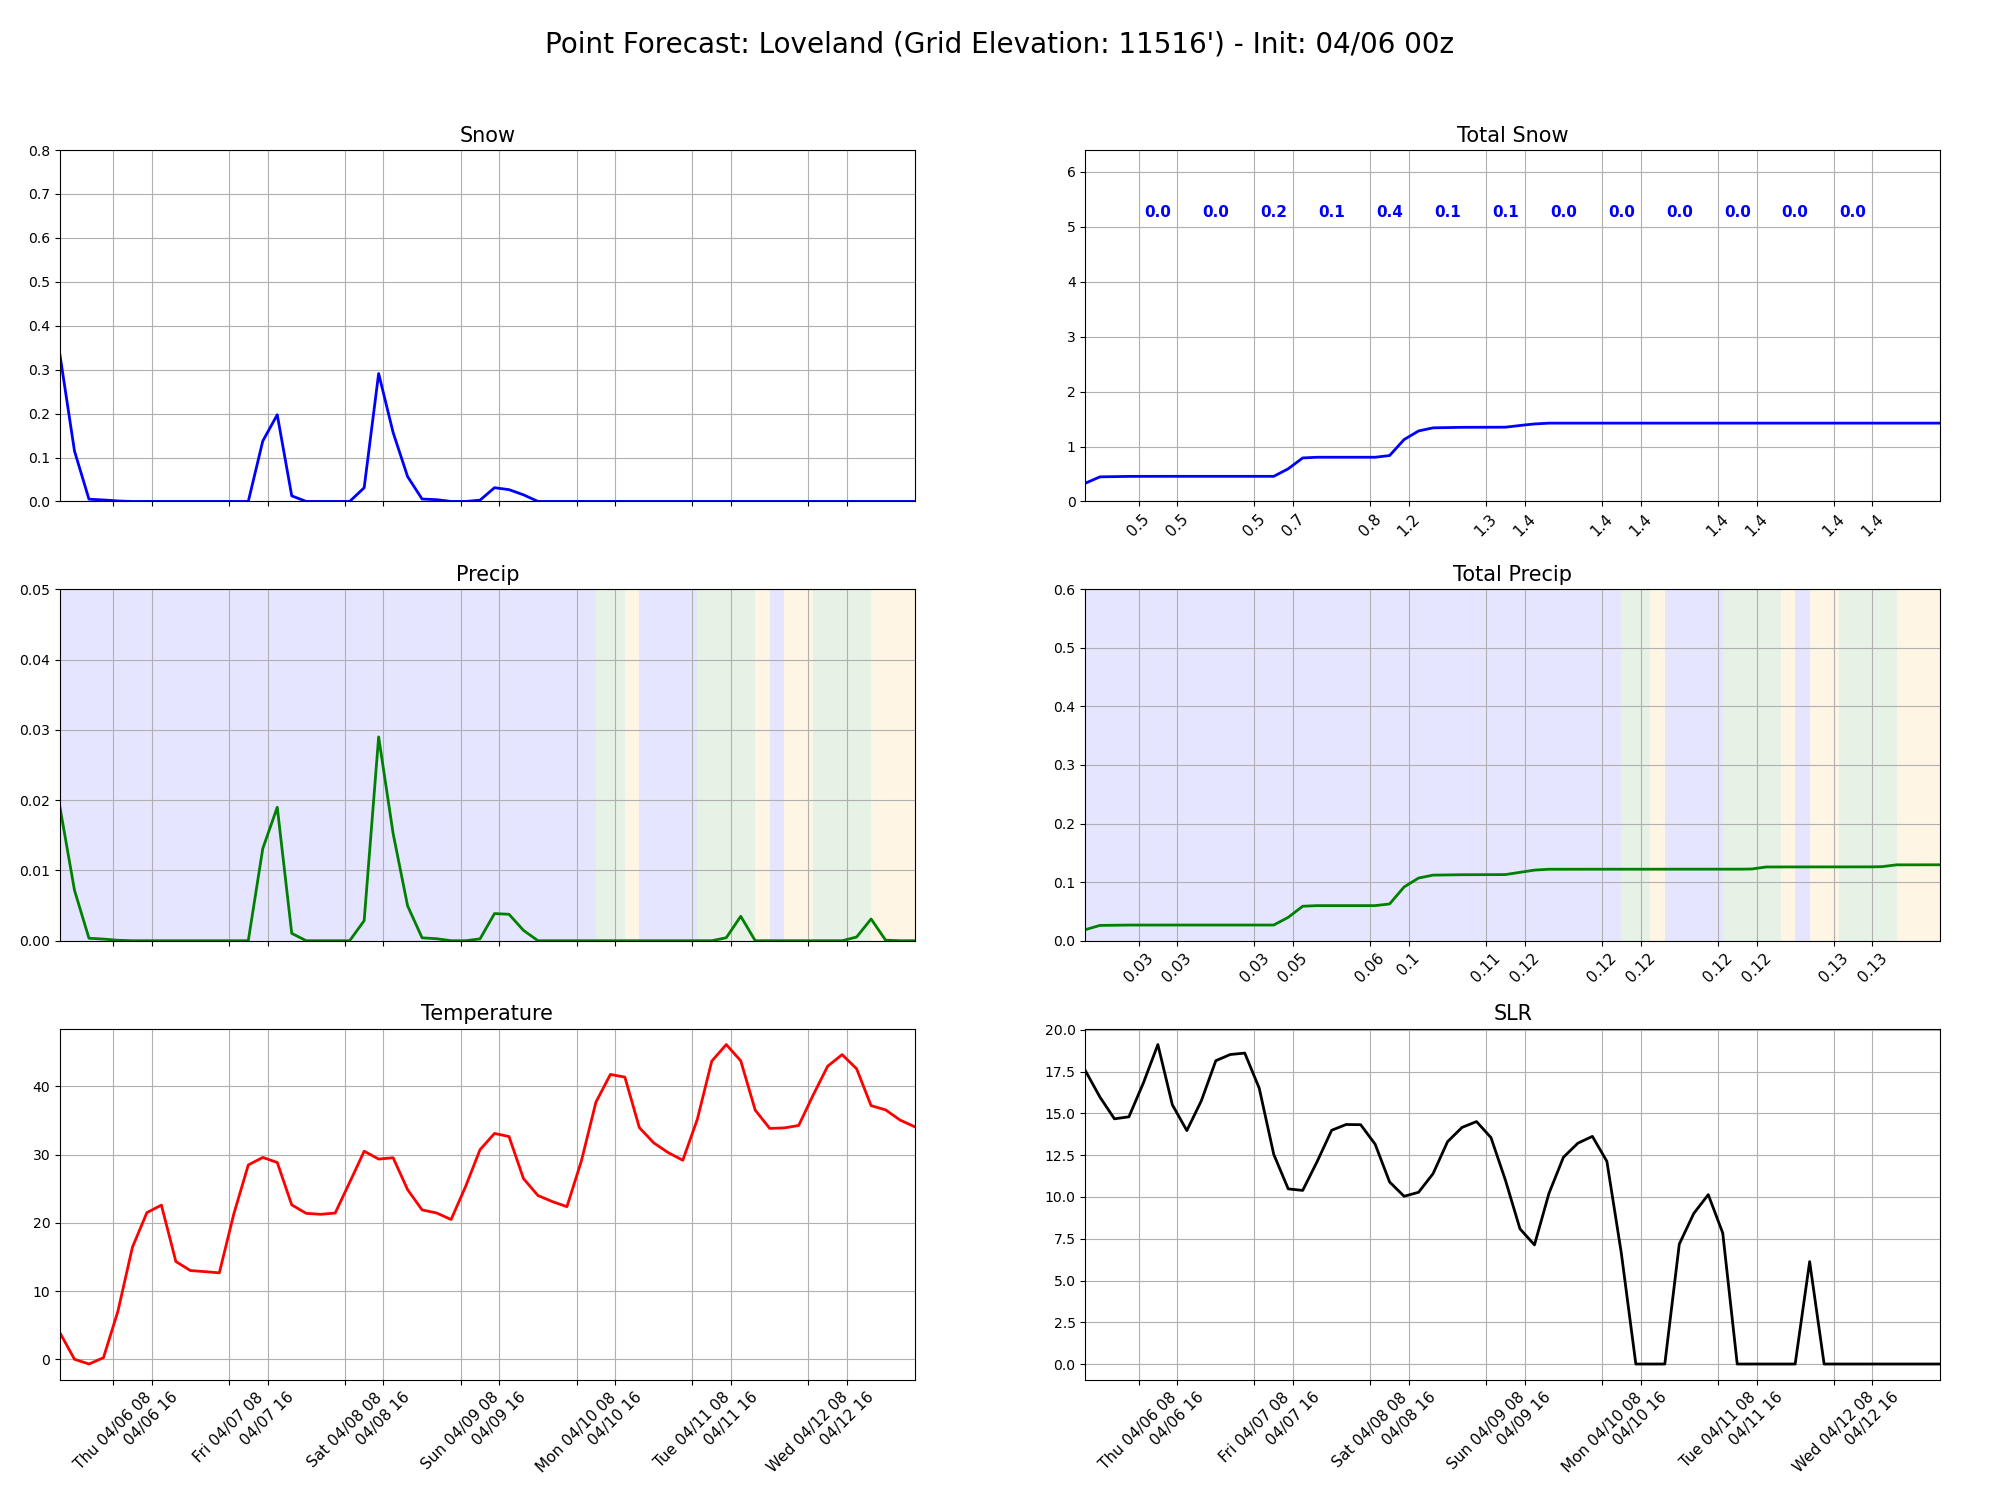 Point Forecast: Loveland (Grid Elevation: 11516') - Init: 04/06 00z
Snow
0.8
0.7
0.6
0.5
0.4
0.3
0.2
0.1
0.0
Total Snow
6
5
4
3
2
1
0
0.0 0.0 0.2 0.1 0.4 0.1 0.1 0.0 0.0 0.0 0.0 0.0 0.0
0.5 0.5 0.5 0.7 0.8 1.2 1.3 1.4 1.4 1.4 1.4 1.4 1.4 1.4
Precip
0.05
0.04
0.03
0.02
0.01
0.00
Total Precip
0.6
0.5
0.4
0.3
0.2
0.1
0.0
0.03 0.03 0.03 0.05 0.06 0.1 0.11 0.12 0.12 0.12 0.12 0.12 0.13 0.13
Temperature
40
30
20
10
0
Thu 04/06 08
04/06 16
Fri 04/07 08
04/07 16
Sat 04/08 08
04/08 16
Sun 04/09 08
04/09 16
Mon 04/10 08
04/10 16
Tue 04/11 08
04/11 16
Wed 04/12 08
04/12 16
SLR
20.0
17.5
15.0
12.5
10.0
7.5
5.0
2.5
0.0
Thu 04/06 08
04/06 16
Fri 04/07 08
04/07 16
Sat 04/08 08
04/08 16
Sun 04/09 08
04/09 16
Mon 04/10 08
04/10 16
Tue 04/11 08
04/11 16
Wed 04/12 08
04/12 16